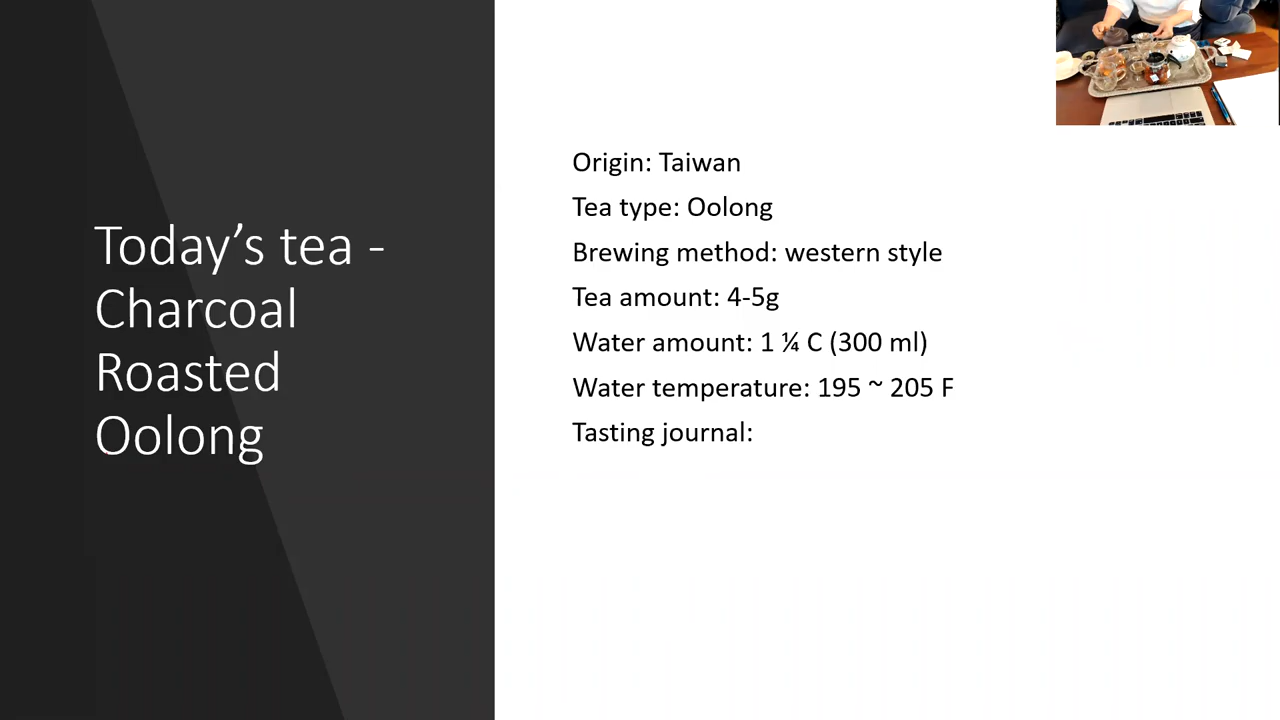 Today's tea -
Charcoal
Roasted
Oolong
Origin: Taiwan
Tea type: Oolong
Brewing method: western style
Tea amount: 4-5g
Water amount: 1 ¼ C (300 ml)
Water temperature: 195 ~ 205 F
Tasting journal: